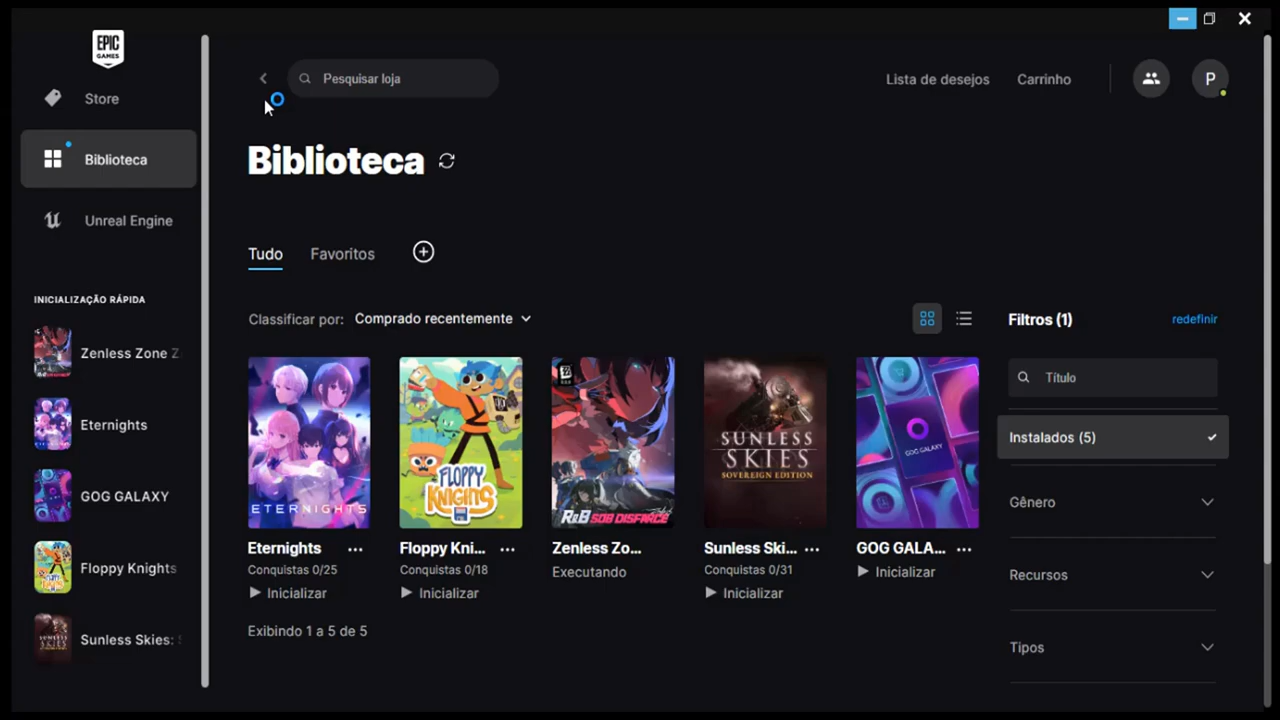 EPIC
GAMES
Store
Biblioteca
Unreal Engine
INICIALIZAÇÃO RÁPIDA
Zenless Zone Z
Eternights
GOG GALAXY
Floppy Knights
Sunless Skies:
Pesquisar loja
Lista de desejos
Carrinho
P
Biblioteca
Tudo
Favoritos
Classificar por: Comprado recentemente
ETERNIGHTS
FLOPPY
KNIGHTS
SUNLESS
SKIES
SOVEREIGN EDITION
GOG GALAXY
Eternights ...
Conquistas 0/25
Inicializar
Floppy Kni... ...
Conquistas 0/18
Inicializar
Zenless Zo...
Executando
Sunless Ski... ...
Conquistas 0/31
Inicializar
GOG GALA... ...
Inicializar
Exibindo 1 a 5 de 5
Filtros (1)
redefinir
Título
Instalados (5)
Gênero
Recursos
Tipos